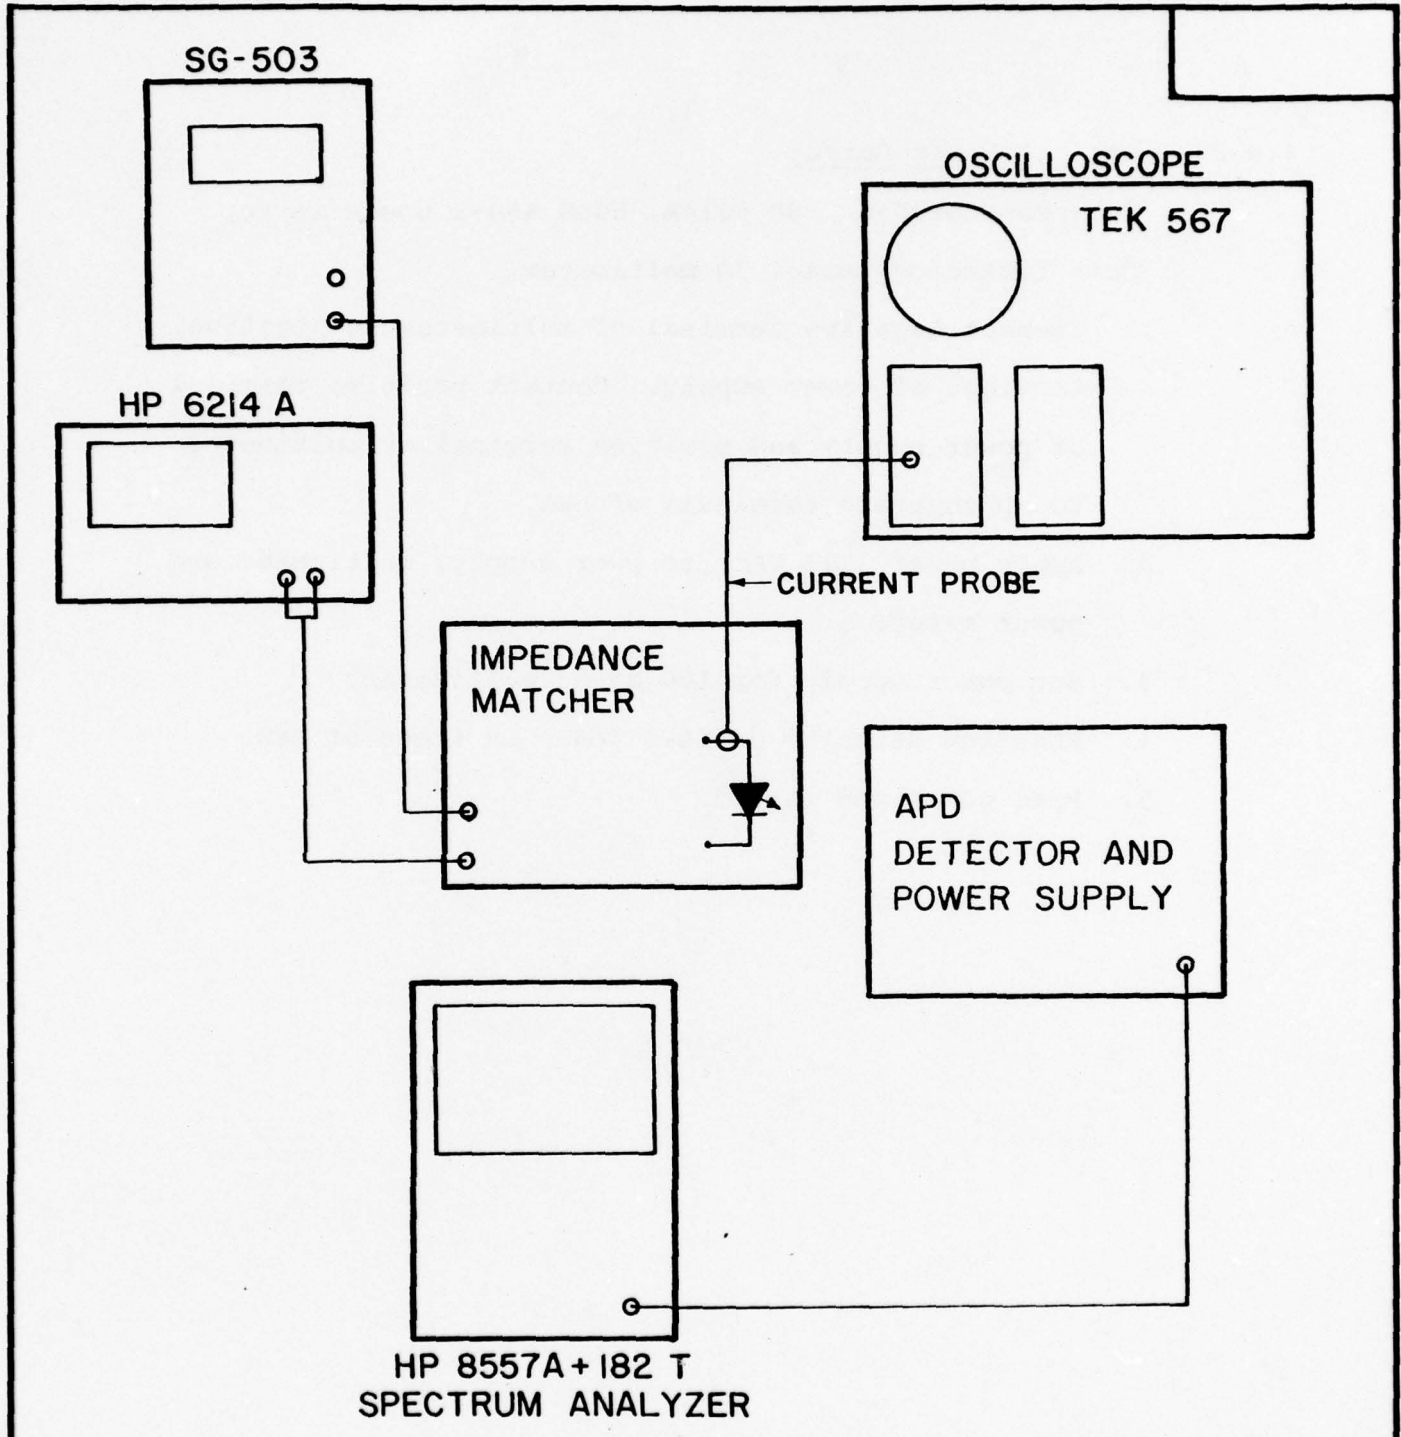 SG-503
OSCILLOSCOPE
TEK 567
HP 6214 A
CURRENT PROBE
IMPEDANCE
MATCHER
APD
DETECTOR AND
POWER SUPPLY
HP 8557A + 182 T
SPECTRUM ANALYZER